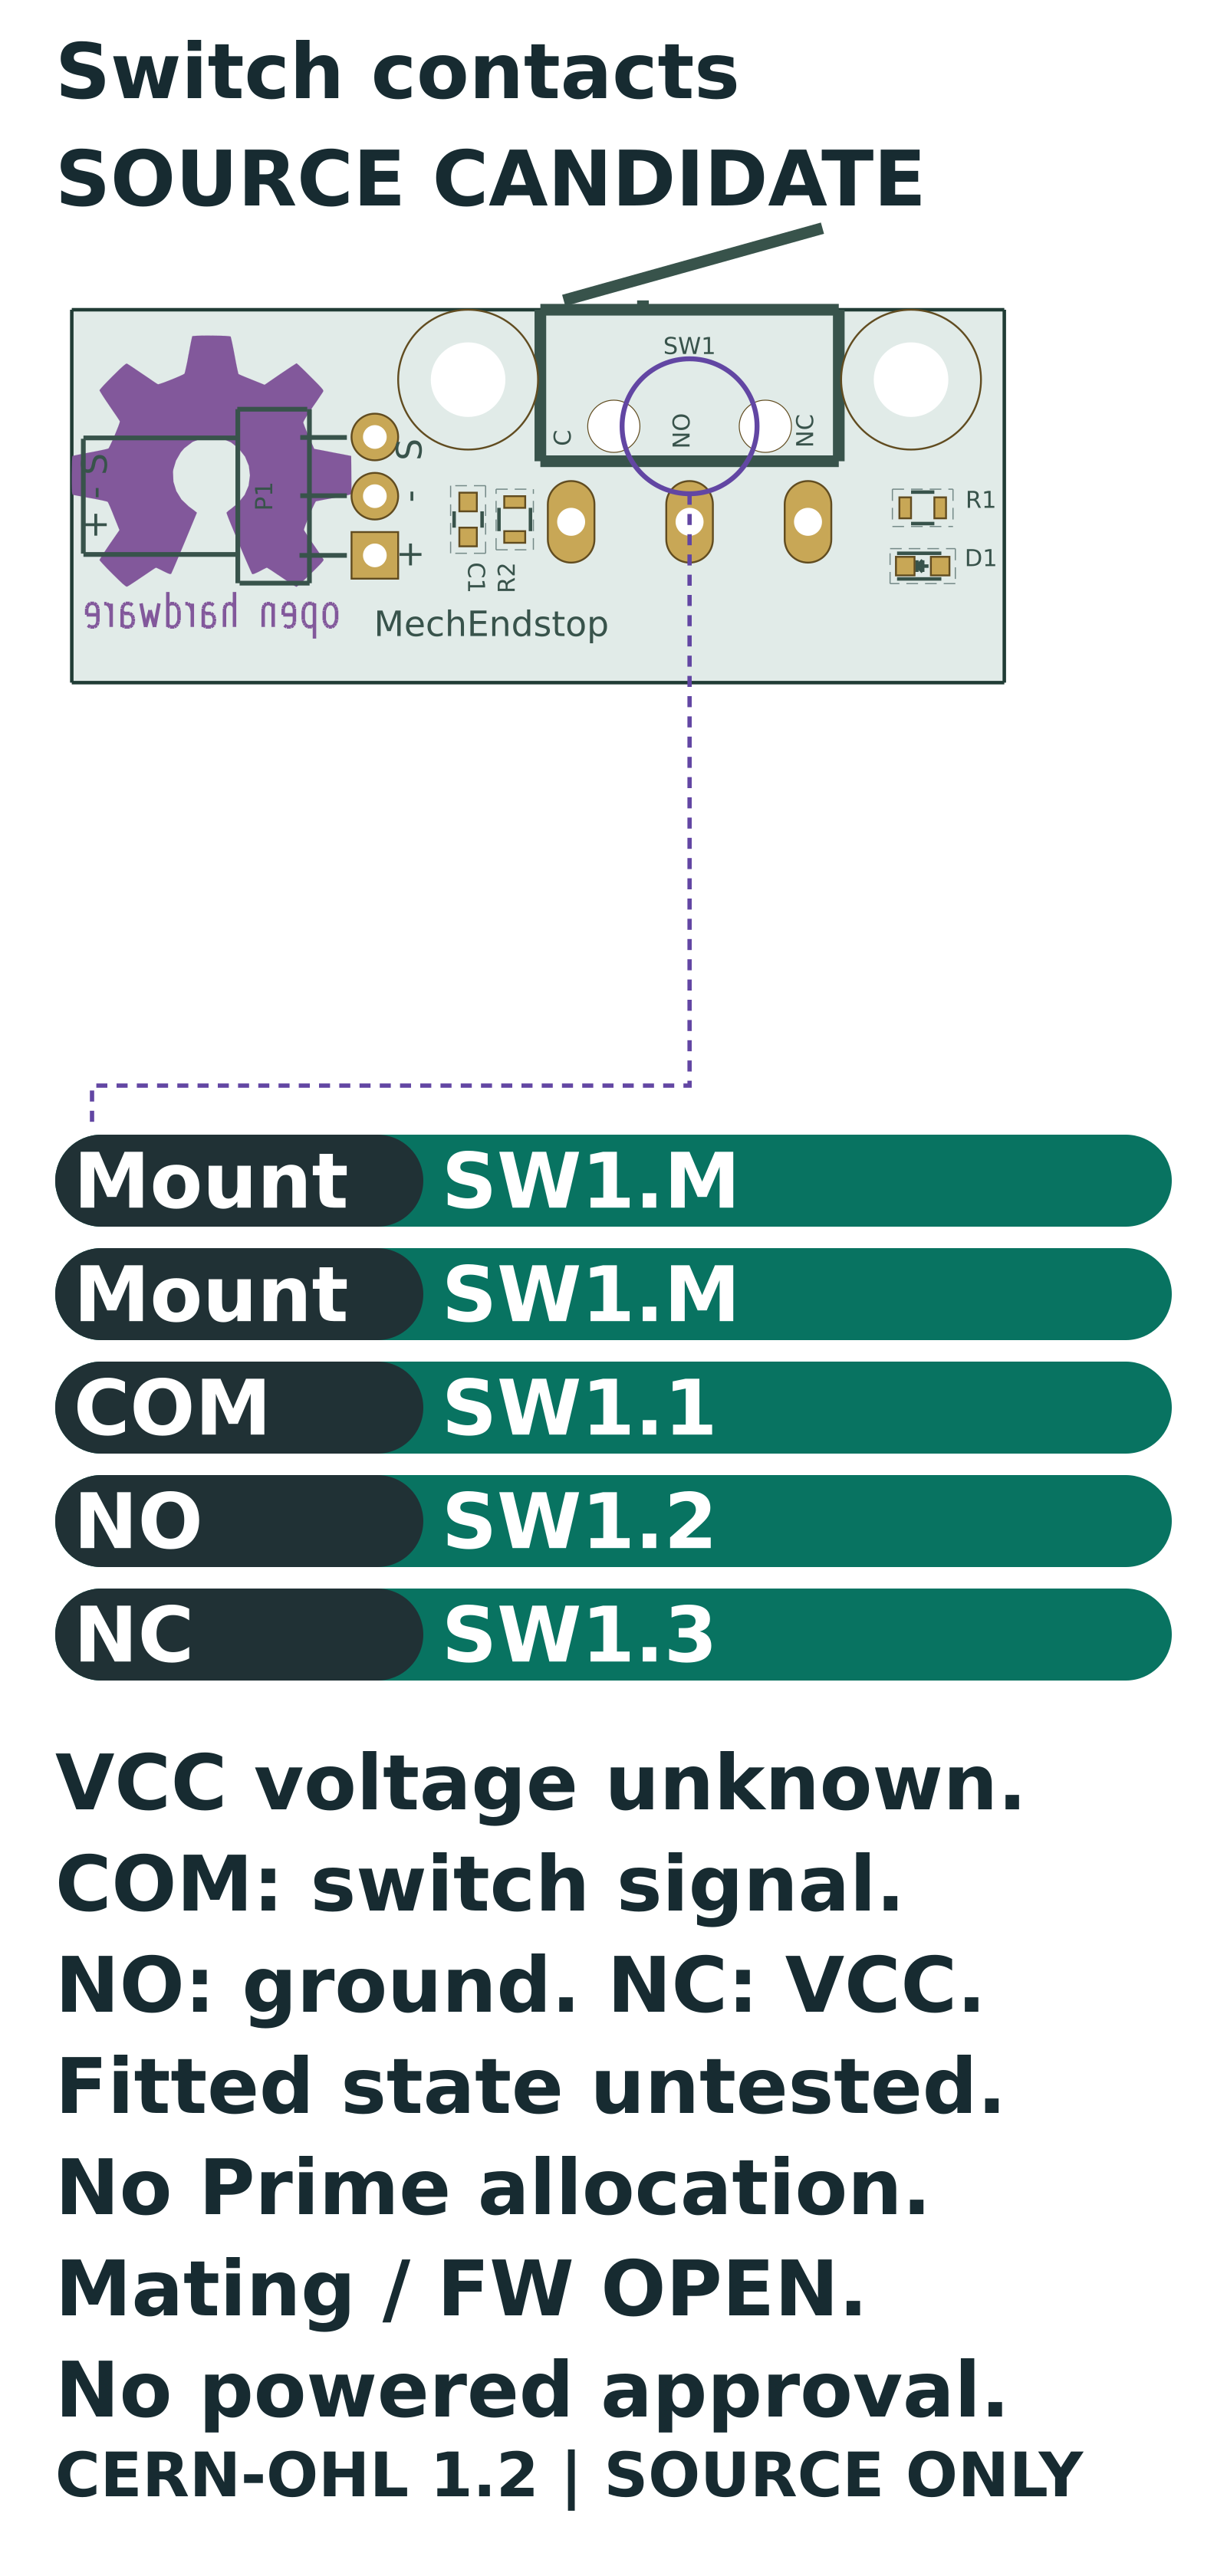 Switch contacts
SOURCE CANDIDATE
SW1
C
NO
NC
S
-
+
P1
S
-
+
C1
R2
R1
D1
open hardware
MechEndstop
Mount SW1.M
Mount SW1.M
COM SW1.1
NO SW1.2
NC SW1.3
VCC voltage unknown.
COM: switch signal.
NO: ground. NC: VCC.
Fitted state untested.
No Prime allocation.
Mating / FW OPEN.
No powered approval.
CERN-OHL 1.2 | SOURCE ONLY